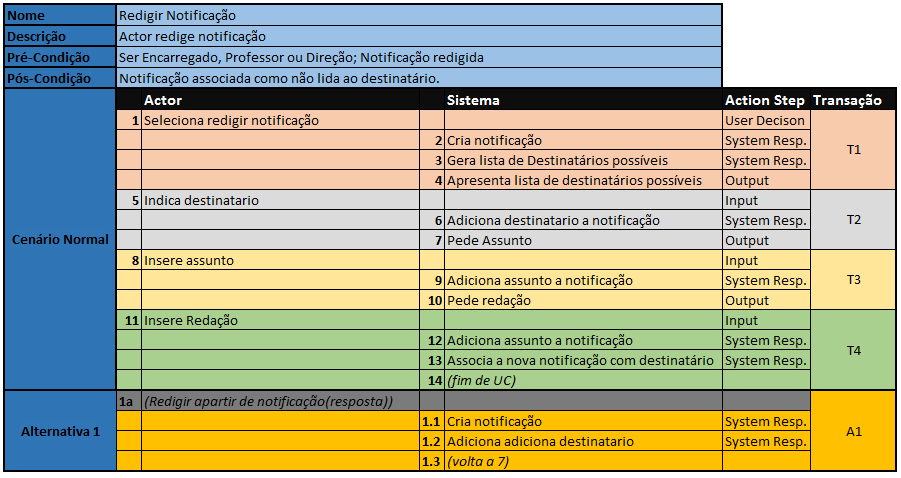 Nome Redigir Notificação
Descrição Actor redige notificação
Pré-Condição Ser Encarregado, Professor ou Direção; Notificação redigida
Pós-Condição Notificação associada como não lida ao destinatário.
Actor Sistema Action Step Transação
1 Seleciona redigir notificação User Decison
2 Cria notificação System Resp.
3 Gera lista de Destinatários possíveis System Resp.
T1
4 Apresenta lista de destinatários possíveis Output
5 Indica destinatario Input
6 Adiciona destinatario a notificação System Resp. T2
7 Pede Assunto Output
Cenário Normal
8 Insere assunto Input
9 Adiciona assunto a notificação System Resp. T3
10 Pede redação Output
11 Insere Redação Input
12 Adiciona assunto a notificação System Resp.
T4
13 Associa a nova notificação com destinatário System Resp.
14 (fim de UC)
1a (Redigir apartir de notificação(resposta))
1.1 Cria notificação System Resp.
Alternativa 1 A1
1.2 Adiciona adiciona destinatario System Resp.
1.3 (volta a 7)